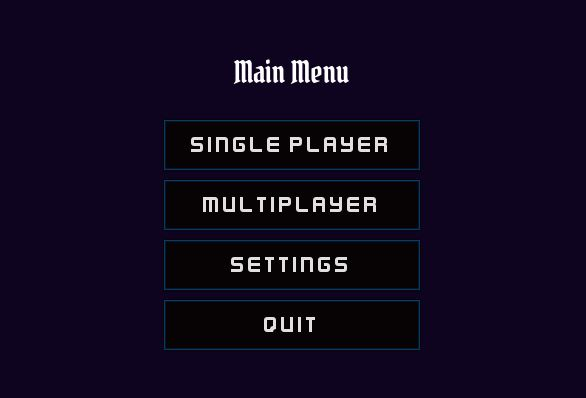 Main Menu
SINGLE PLAYER
MULTIPLAYER
SETTINGS
QUIT